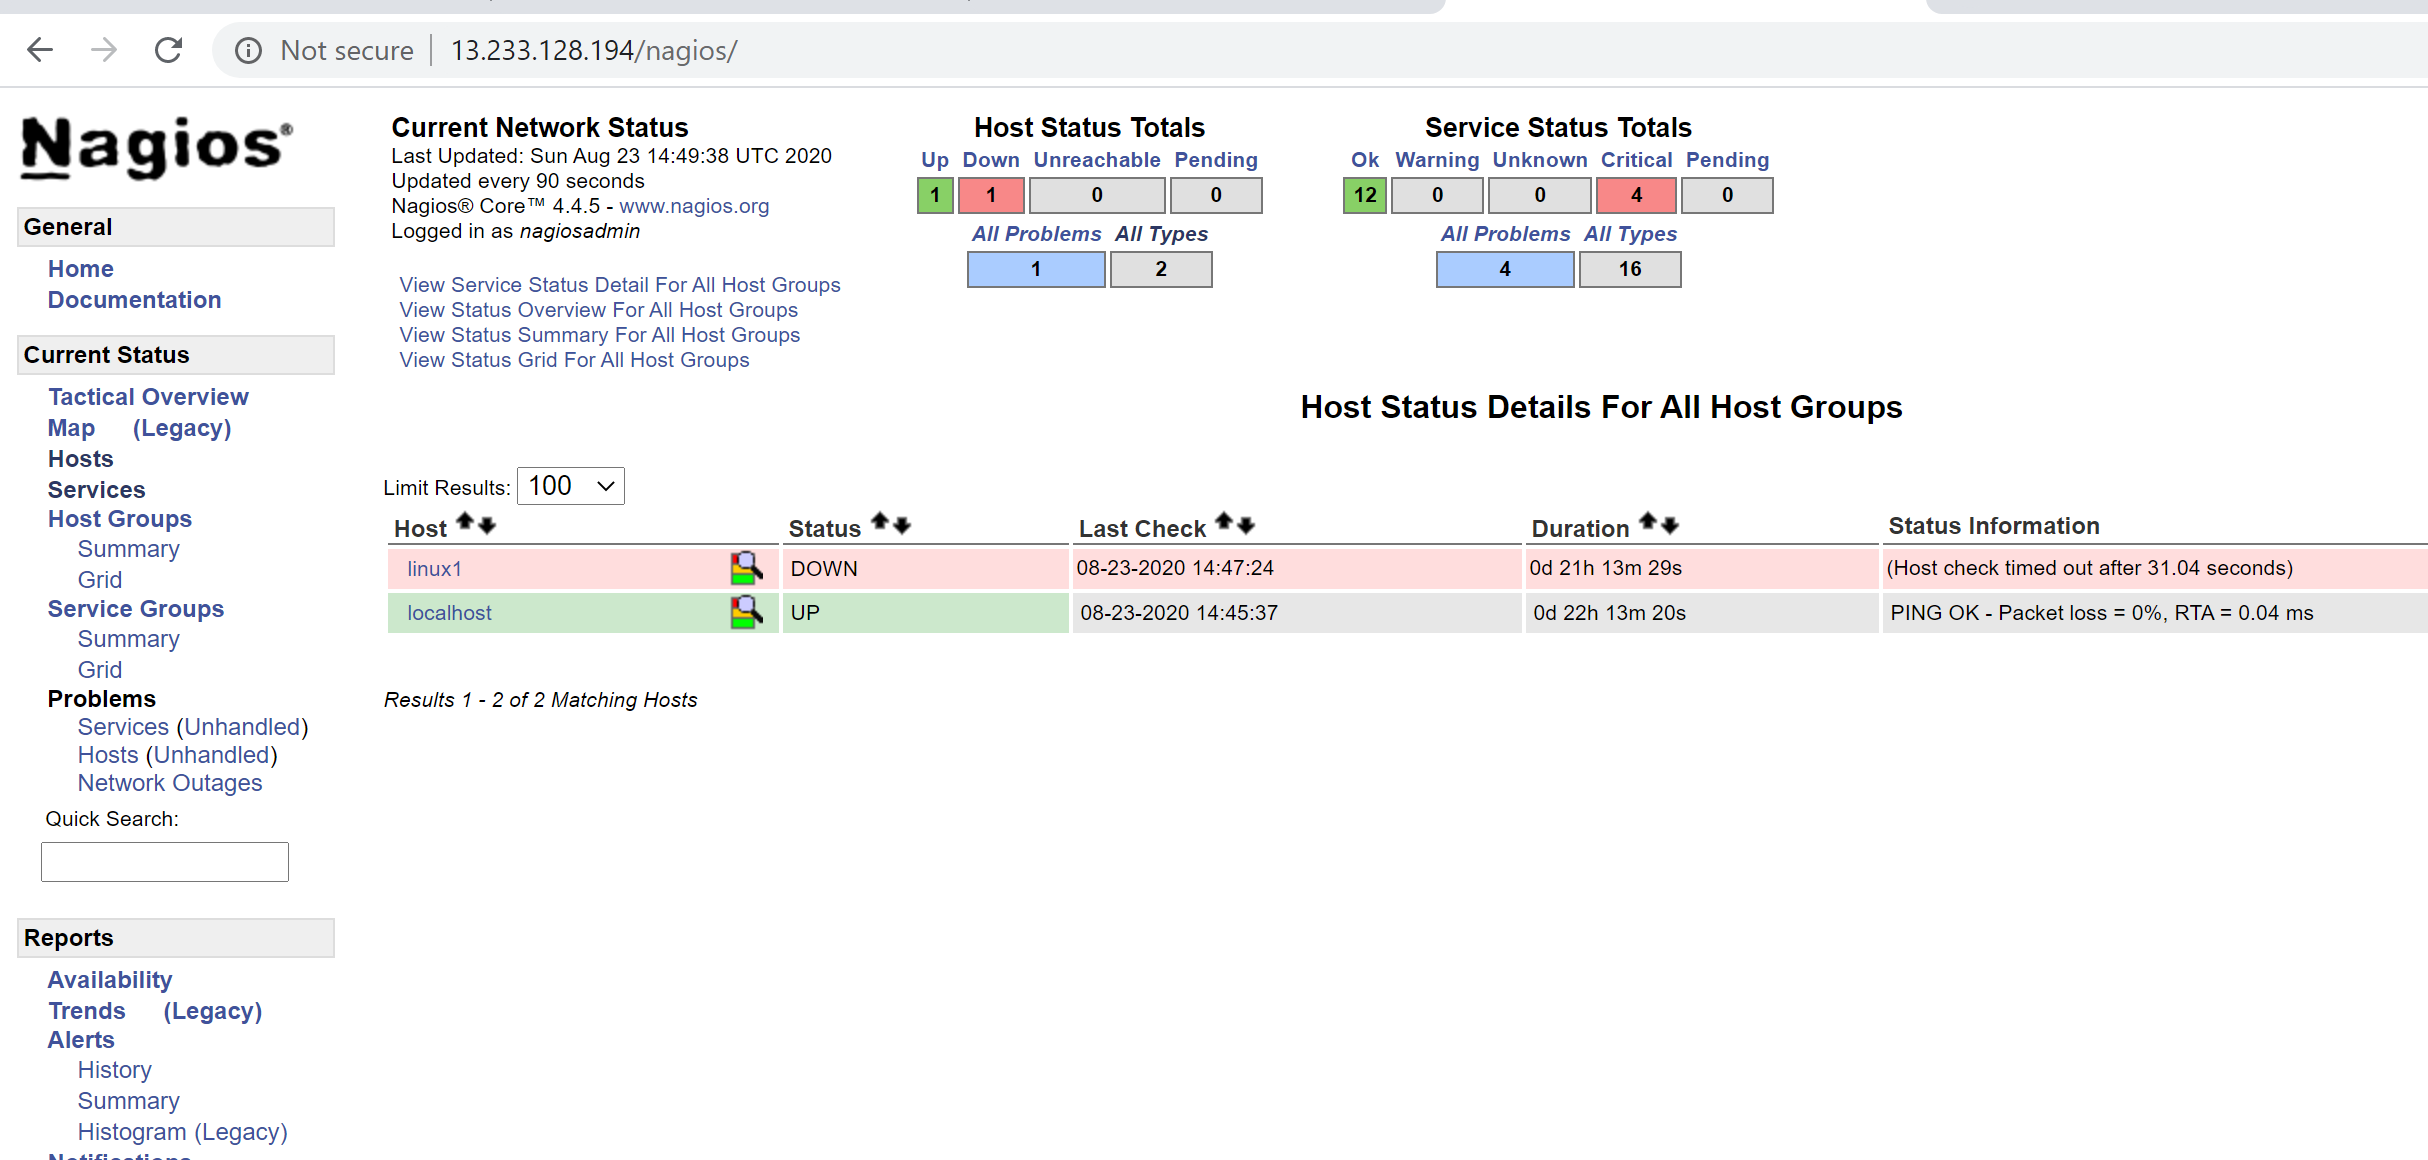 Not secure | 13.233.128.194/nagios/
Nagios®
General
Home
Documentation
Current Status
Tactical Overview
Map (Legacy)
Hosts
Services
Host Groups
Summary
Grid
Service Groups
Summary
Grid
Problems
Services (Unhandled)
Hosts (Unhandled)
Network Outages
Quick Search:
Reports
Availability
Trends (Legacy)
Alerts
History
Summary
Histogram (Legacy)
Notifications
Current Network Status
Last Updated: Sun Aug 23 14:49:38 UTC 2020
Updated every 90 seconds
Nagios® Core™ 4.4.5 - www.nagios.org
Logged in as nagiosadmin
View Service Status Detail For All Host Groups
View Status Overview For All Host Groups
View Status Summary For All Host Groups
View Status Grid For All Host Groups
Host Status Totals
Up Down Unreachable Pending
1 1 0 0
All Problems All Types
1 2
Service Status Totals
Ok Warning Unknown Critical Pending
12 0 0 4 0
All Problems All Types
4 16
Host Status Details For All Host Groups
Limit Results: 100
Host Status Last Check Duration Status Information
linux1 DOWN 08-23-2020 14:47:24 0d 21h 13m 29s (Host check timed out after 31.04 seconds)
localhost UP 08-23-2020 14:45:37 0d 22h 13m 20s PING OK - Packet loss = 0%, RTA = 0.04 ms
Results 1 - 2 of 2 Matching Hosts